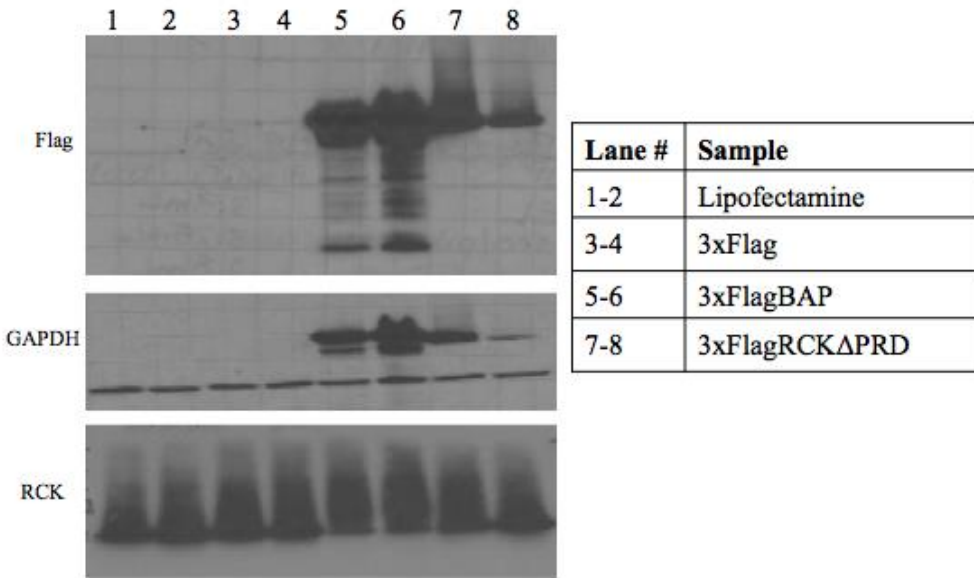 1 2 3 4 5 6 7 8
Flag
GAPDH
RCK
Lane # Sample
1-2 Lipofectamine
3-4 3xFlag
5-6 3xFlagBAP
7-8 3xFlagRCKΔPRD